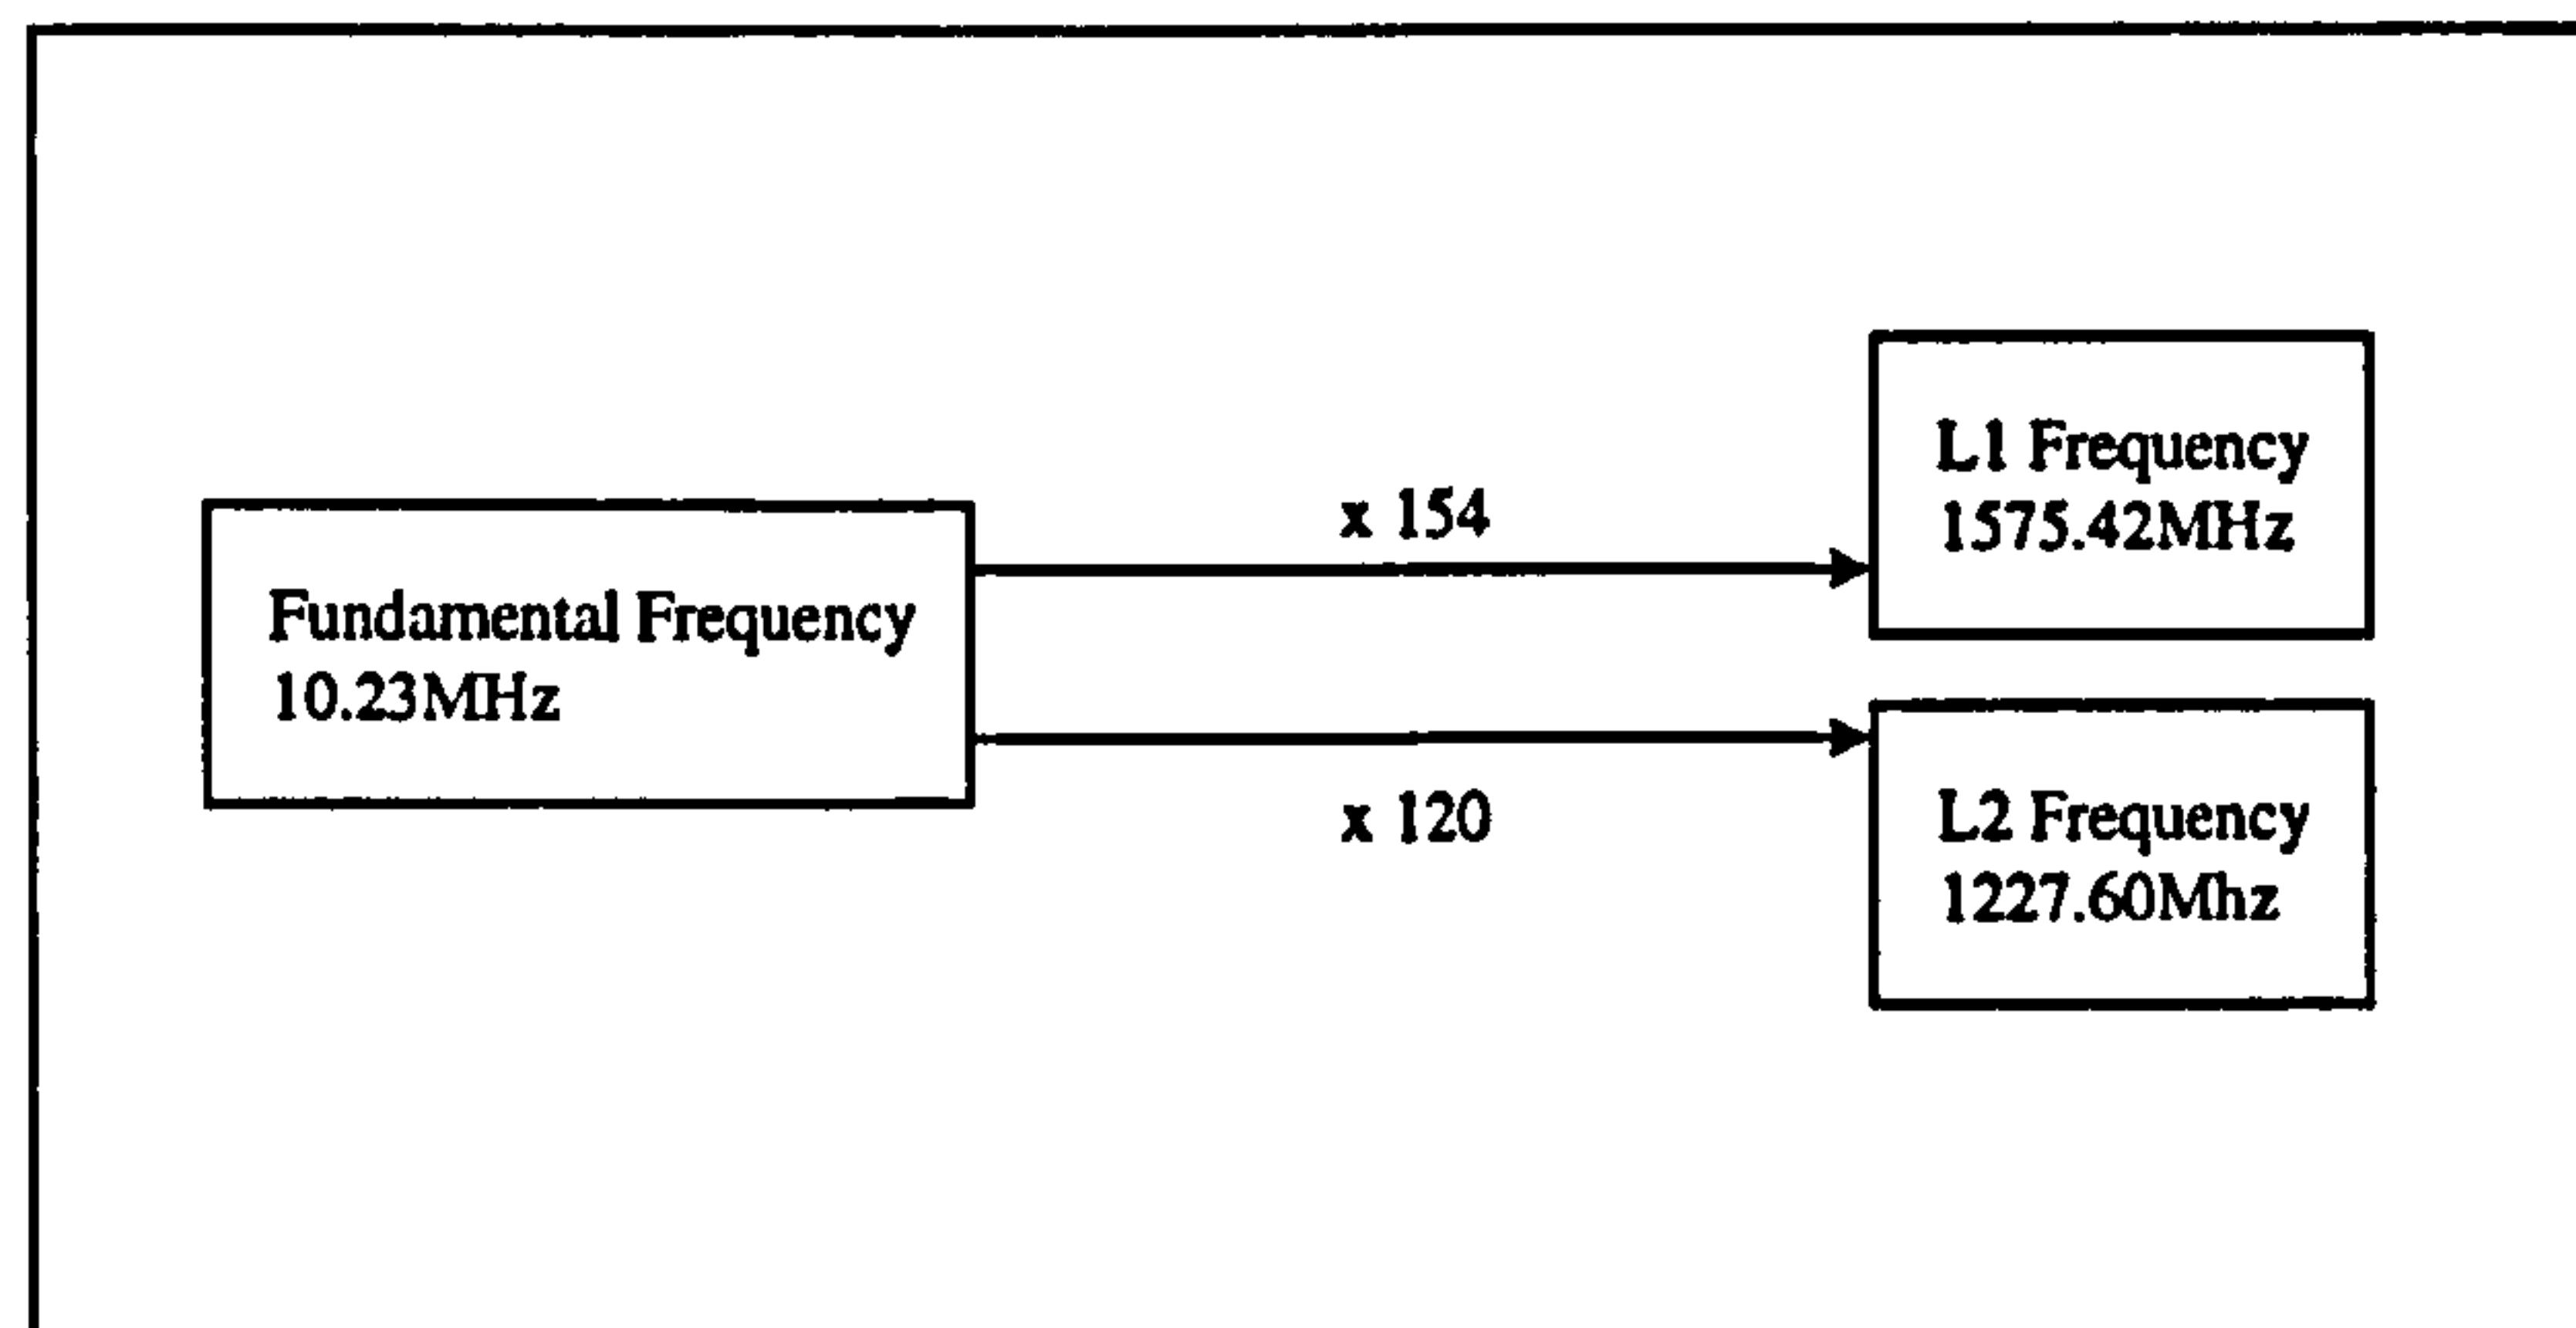 Fundamental Frequency
10.23MHz
x 154
x 120
L1 Frequency
1575.42MHz
L2 Frequency
1227.60Mhz